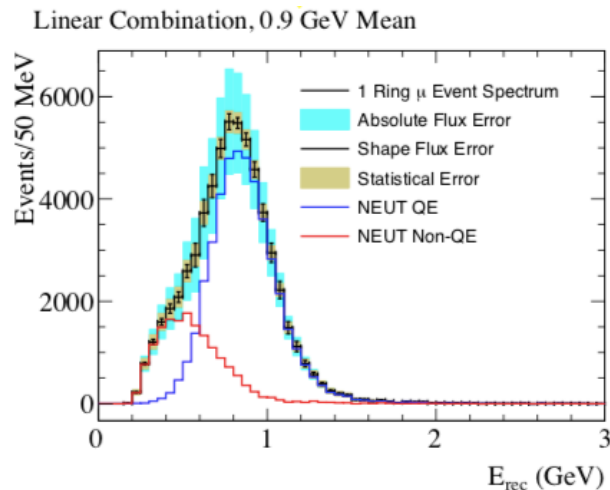 Linear Combination, 0.9 GeV Mean
Events/50 MeV
6000
4000
2000
0
1 Ring μ Event Spectrum
Absolute Flux Error
Shape Flux Error
Statistical Error
NEUT QE
NEUT Non-QE
0 1 2 3
E_rec (GeV)